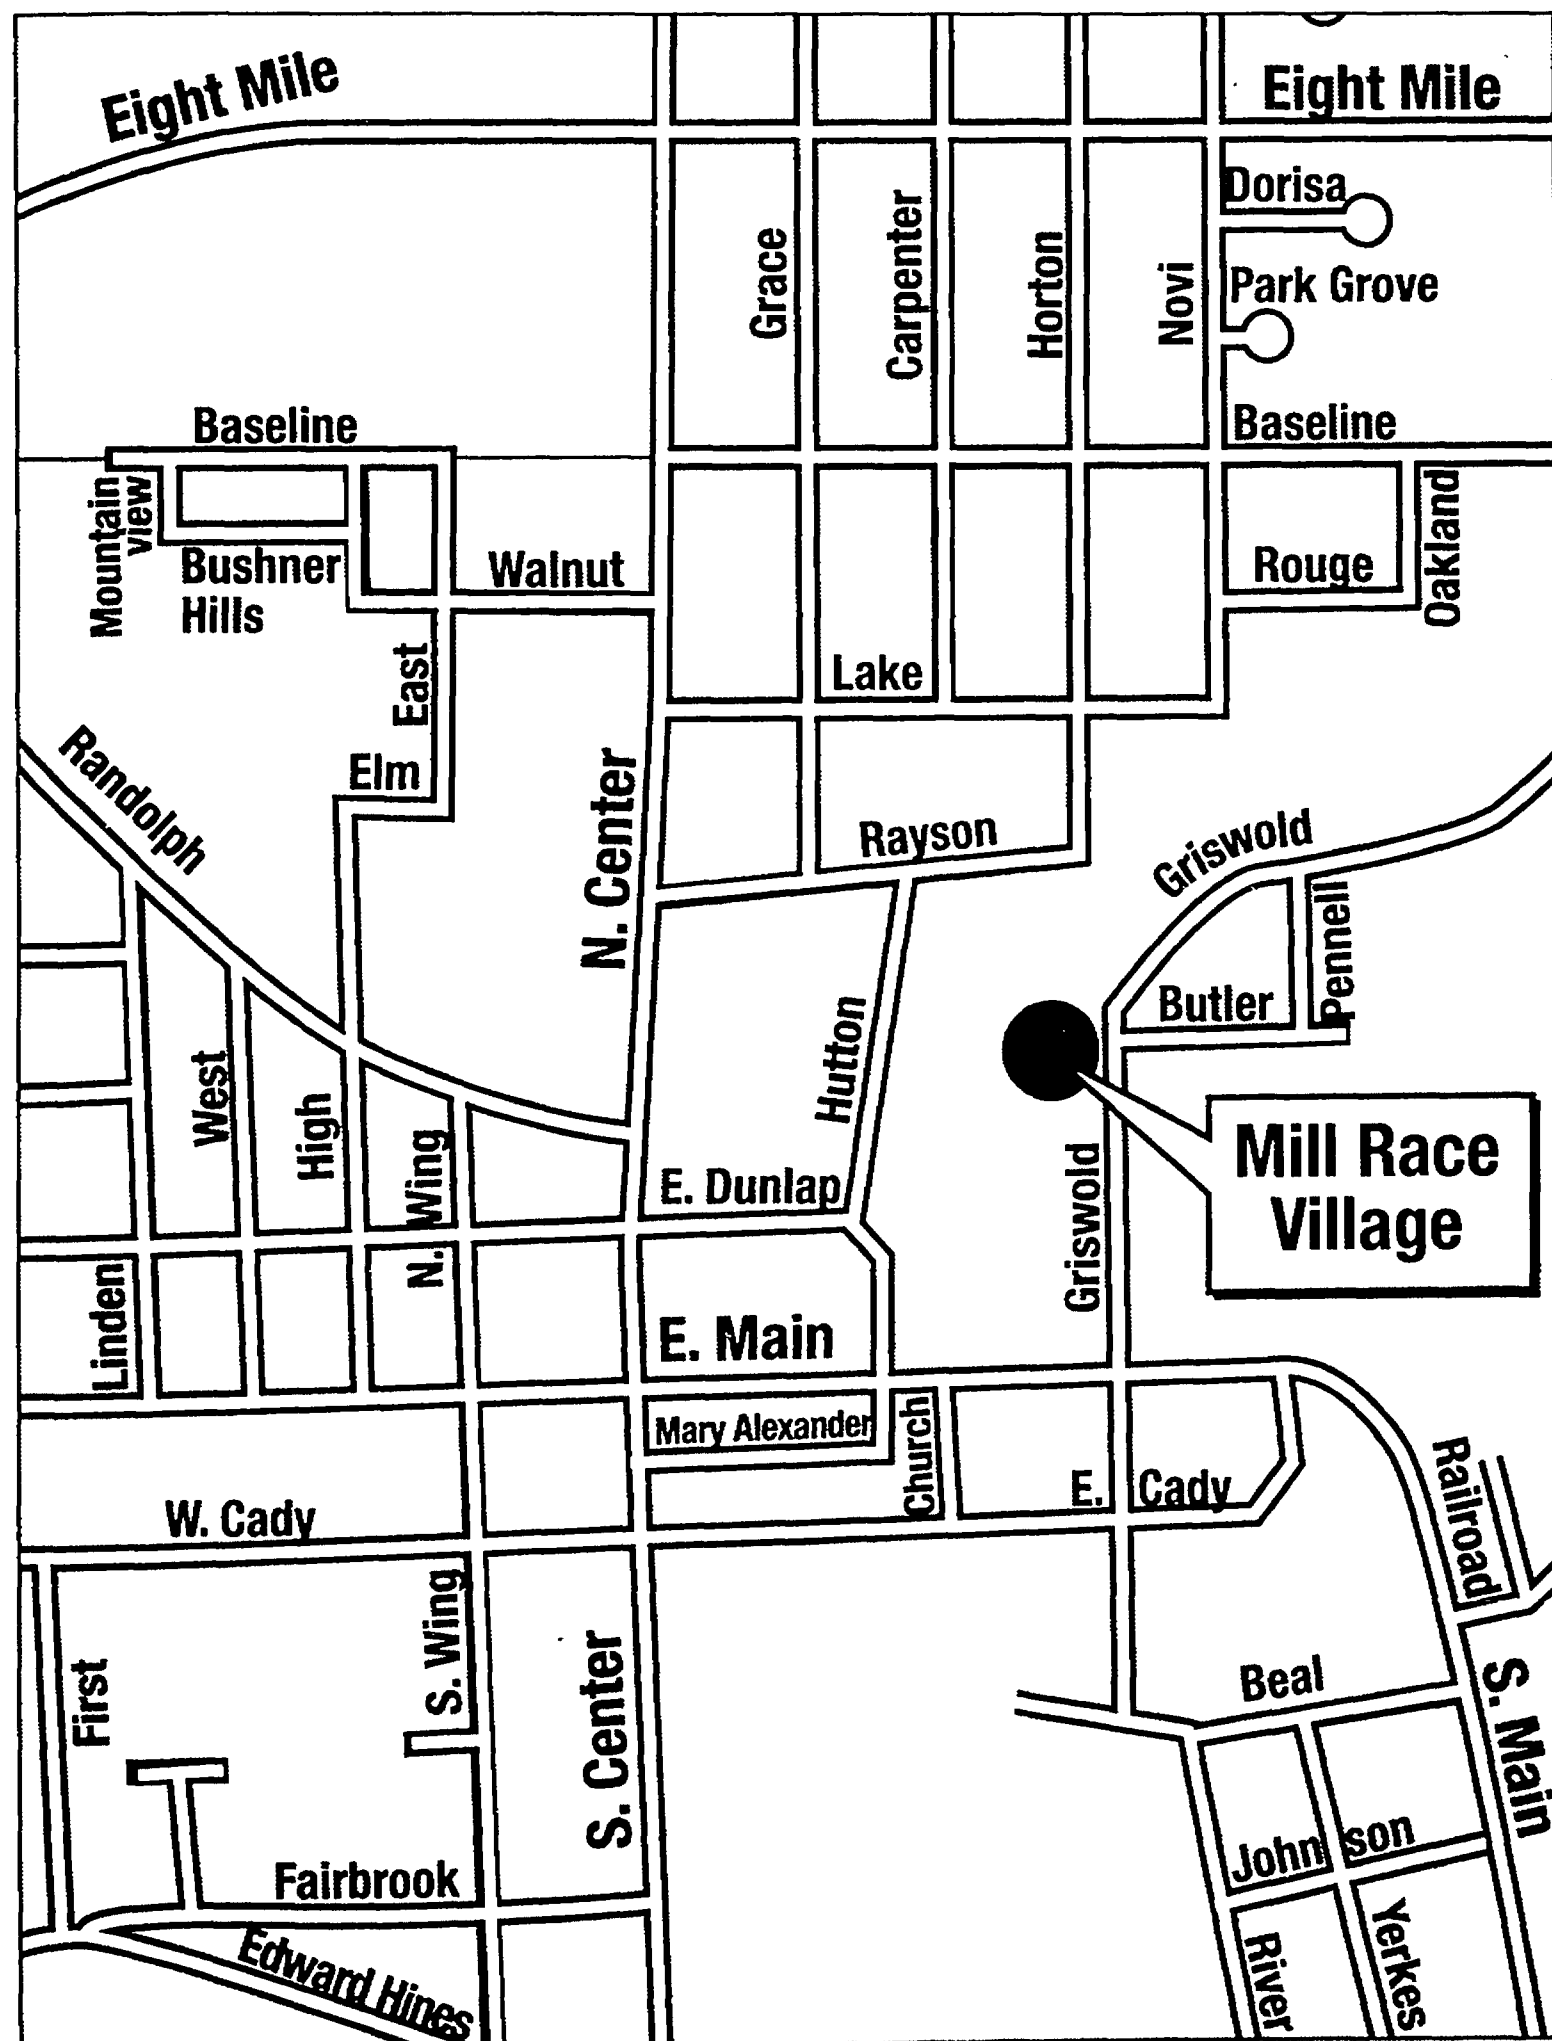 Eight Mile
Eight Mile
Dorisa
Grace
Carpenter
Horton
Novi
Park Grove
Baseline
Baseline
Mountain
view
Bushner
Hills
Walnut
Rouge
Oakland
East
Lake
Randolph
Elm
N. Center
Rayson
Griswold
Pennell
Butler
Hutton
West
High
N. Wing
E. Dunlap
Griswold
Mill Race
Village
Linden
E. Main
Mary Alexander
Church
E. Cady
W. Cady
Railroad
First
S. Wing
S. Center
Beal
S. Main
Johnson
Fairbrook
Edward Hines
River
Yerkes